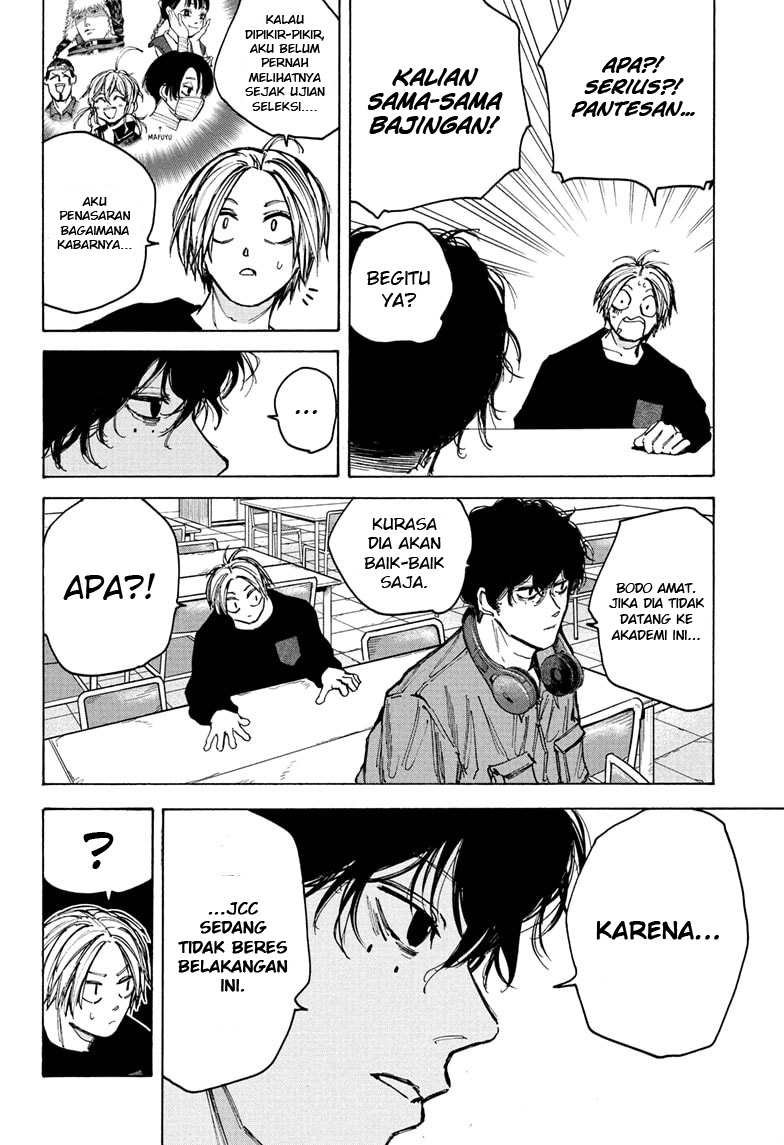 APA?!
SERIUS?!
PANTESAN...
KALIAN
SAMA-SAMA
BAJINGAN!
BEGITU
YA?
KALAU
DIPIKIR-PIKIR,
AKU BELUM
PERNAH
MELIHATNYA
SEJAK UJIAN
SELEKSI....
↑
MAFUYU
AKU
PENASARAN
BAGAIMANA
KABARNYA...
...
BODO AMAT.
JIKA DIA TIDAK
DATANG KE
AKADEMI INI...
KURASA
DIA AKAN
BAIK-BAIK
SAJA.
APA?!
KARENA...
...JCC
SEDANG
TIDAK BERES
BELAKANGAN
INI.
?